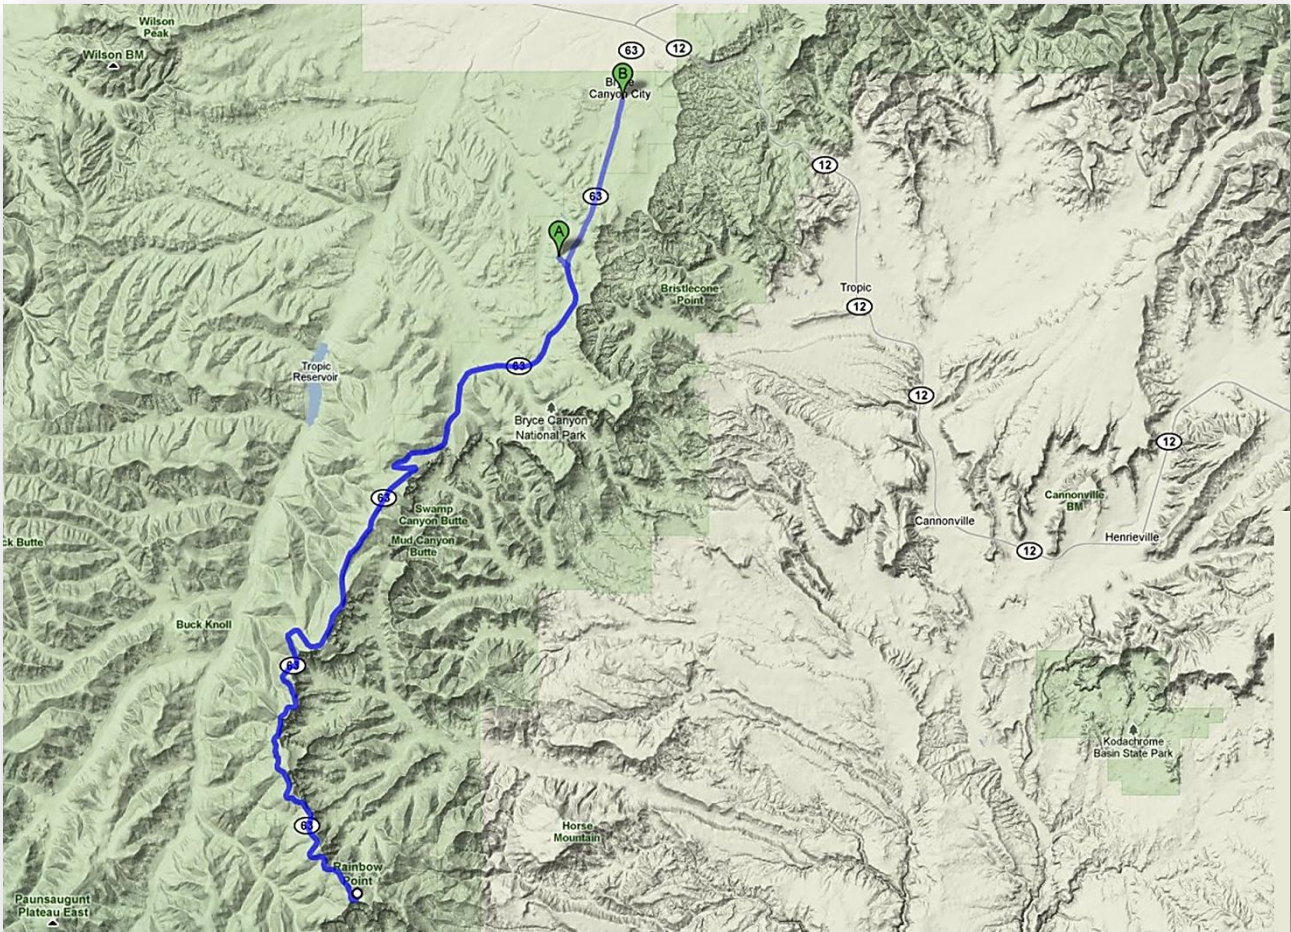 Wilson
Peak
Wilson BM
63
12
B
Bryce
Canyon City
12
63
A
Bristlecone
Point
Tropic
12
Tropic
Reservoir
63
12
Bryce Canyon
National Park
12
63
Swamp
Canyon Butte
Cannonville
BM
Mud Canyon
Butte
ck Butte
Cannonville
12
Henrieville
Buck Knoll
63
Kodachrome
Basin State Park
63
Horse
Mountain
Rainbow
Point
Paunsaugunt
Plateau East